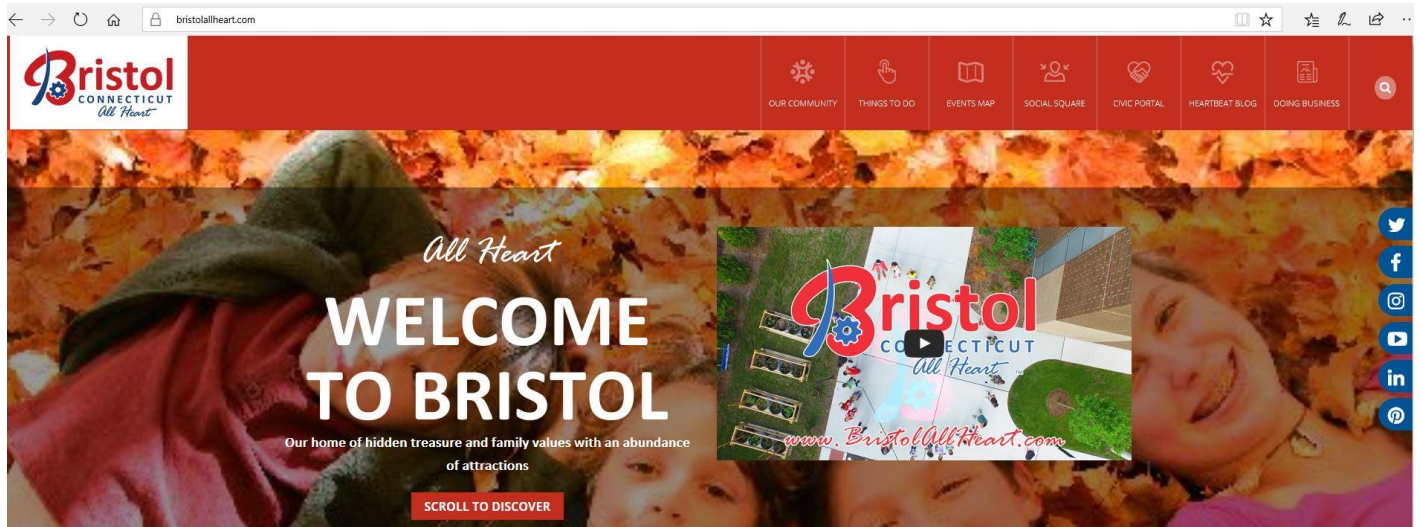 bristolallheart.com
Bristol
CONNECTICUT
All Heart
OUR COMMUNITY
THINGS TO DO
EVENTS MAP
SOCIAL SQUARE
CIVIC PORTAL
HEARTBEAT BLOG
DOING BUSINESS
All Heart
WELCOME
TO BRISTOL
Our home of hidden treasure and family values with an abundance
of attractions
SCROLL TO DISCOVER
Bristol
CONNECTICUT
All Heart
www.BristolAllHeart.com
f
in